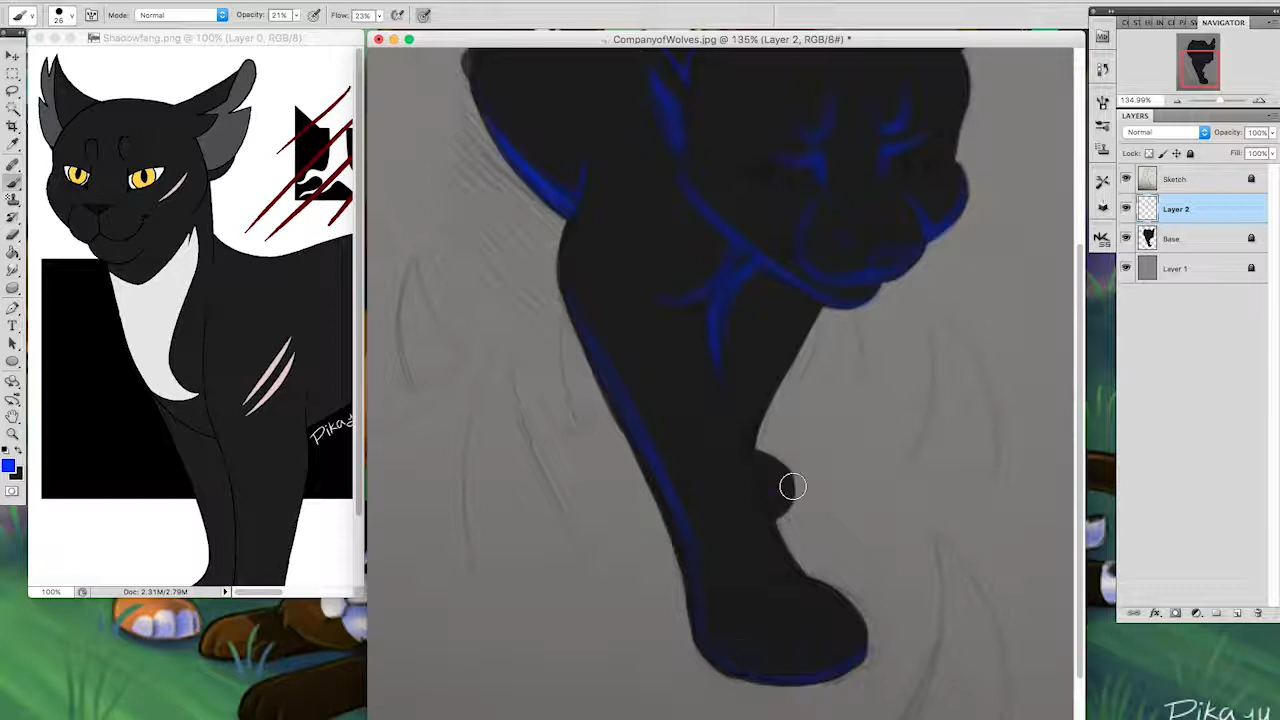 26 Mode: Normal Opacity: 21% Flow: 23%
Shadowfang.png @ 100% (Layer 0, RGB/8)
CompanyofWolves.jpg @ 135% (Layer 2, RGB/8#) *
NAVIGATOR
134.99%
LAYERS
Normal Opacity: 100%
Lock: Fill: 100%
Sketch
Layer 2
Base
Layer 1
100% Doc: 2.31M/2.79M